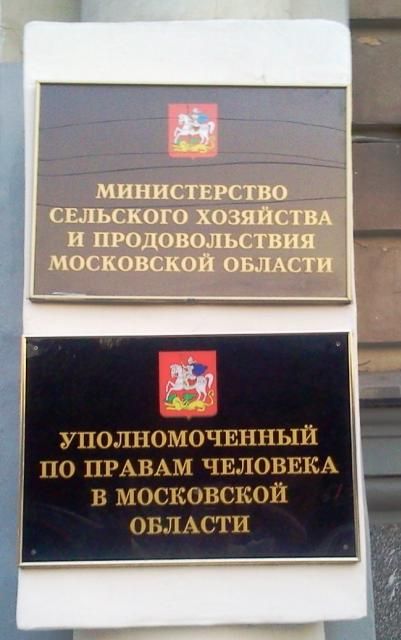 МИНИСТЕРСТВО
СЕЛЬСКОГО ХОЗЯЙСТВА
И ПРОДОВОЛЬСТВИЯ
МОСКОВСКОЙ ОБЛАСТИ
УПОЛНОМОЧЕННЫЙ
ПО ПРАВАМ ЧЕЛОВЕКА
В МОСКОВСКОЙ
ОБЛАСТИ